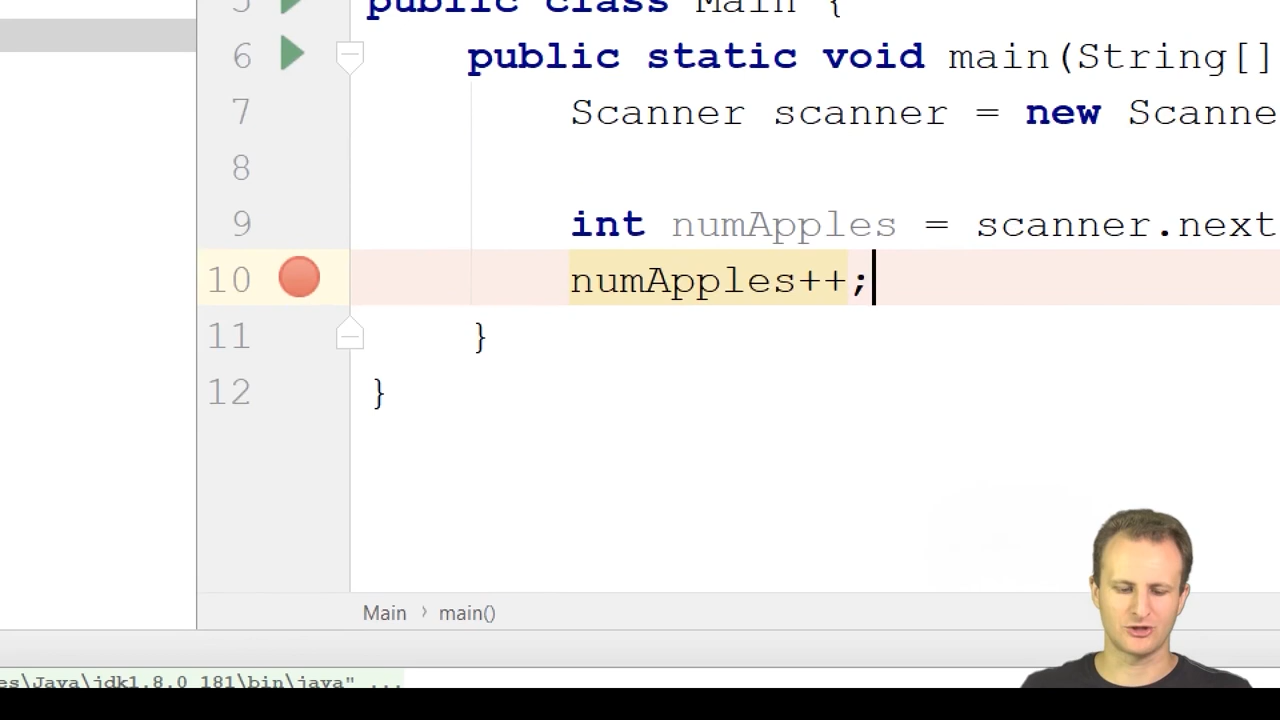 5 public class Main {
6 public static void main(String[]
7 Scanner scanner = new Scanne
8
9 int numApples = scanner.next
10 numApples++;
11 }
12 }
Main › main()
es\Java\jdk1.8.0_181\bin\java" ...